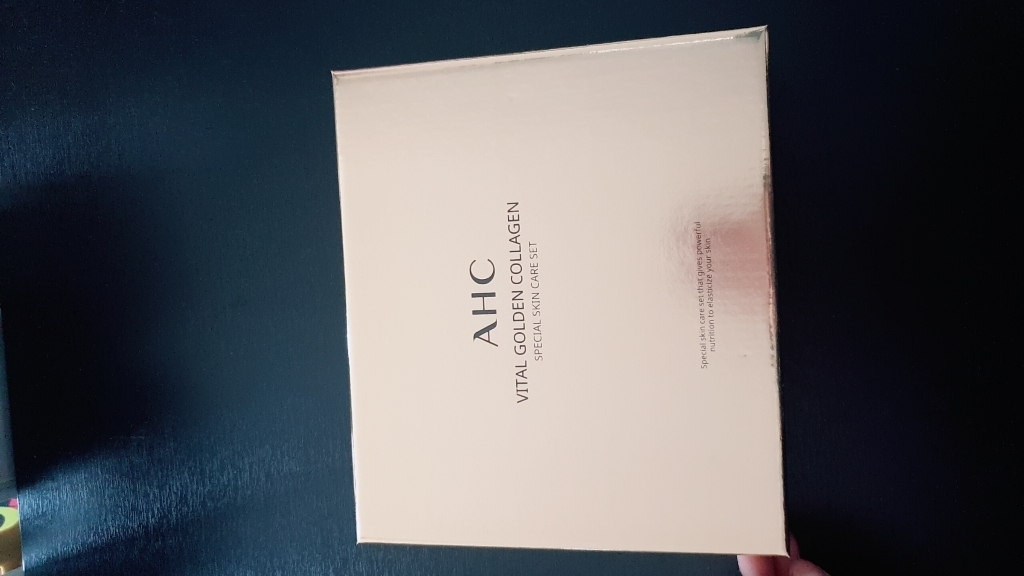 AHC
VITAL GOLDEN COLLAGEN
SPECIAL SKIN CARE SET
Special skin care set that gives powerful
nutrition to elasticize your skin